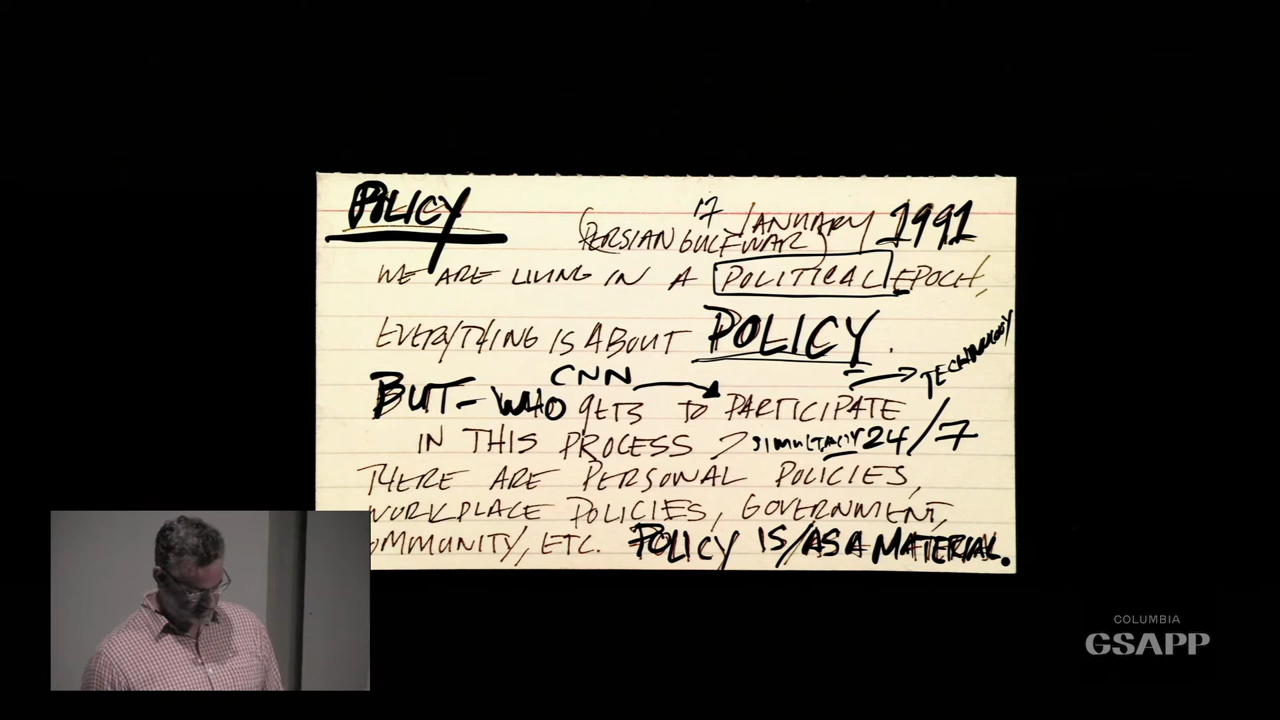 POLICY
17 JANUARY 1991
(PERSIAN GULF WAR)
WE ARE LIVING IN A POLITICAL EPOCH,
EVERYTHING IS ABOUT POLICY.
TECHNOLOGY
CNN
BUT - WHO GETS TO PARTICIPATE
IN THIS PROCESS? 24/7
THERE ARE PERSONAL POLICIES,
WORKPLACE POLICIES, GOVERNMENT,
COMMUNITY, ETC. POLICY IS/AS A MATERIAL.
COLUMBIA
GSAPP